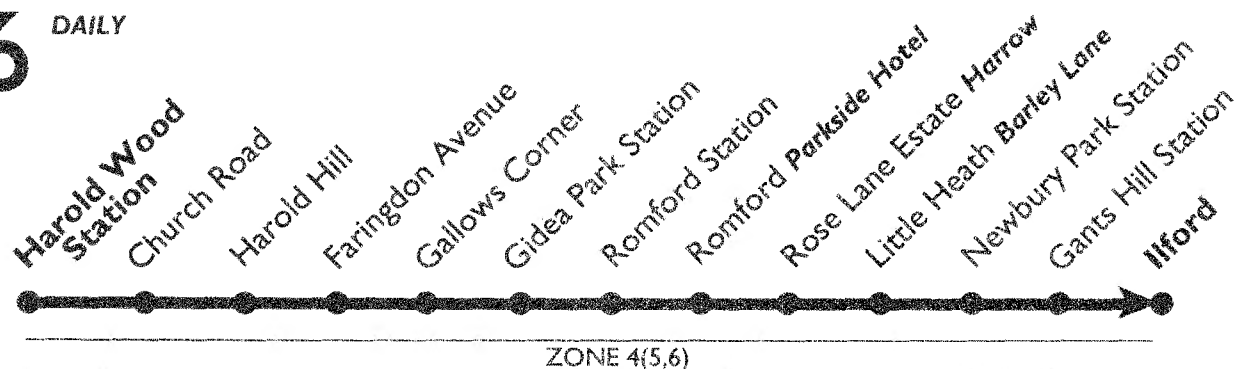 DAILY
Harold Wood
Station
Church Road
Harold Hill
Faringdon Avenue
Gallows Corner
Gidea Park Station
Romford Station
Romford Parkside Hotel
Rose Lane Estate Harrow
Little Heath Barley Lane
Newbury Park Station
Gants Hill Station
Ilford
ZONE 4(5,6)